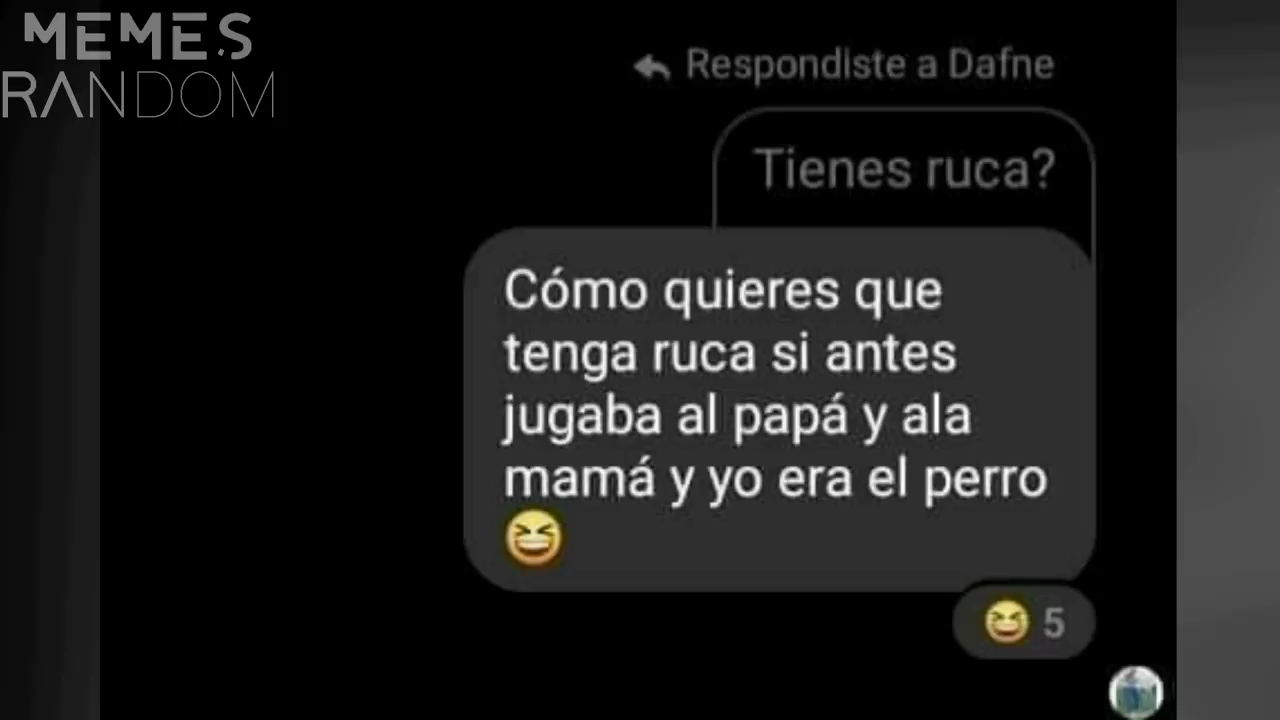 MEMES
RANDOM
Respondiste a Dafne
Tienes ruca?
Cómo quieres que
tenga ruca si antes
jugaba al papá y ala
mamá y yo era el perro
😆
😆 5